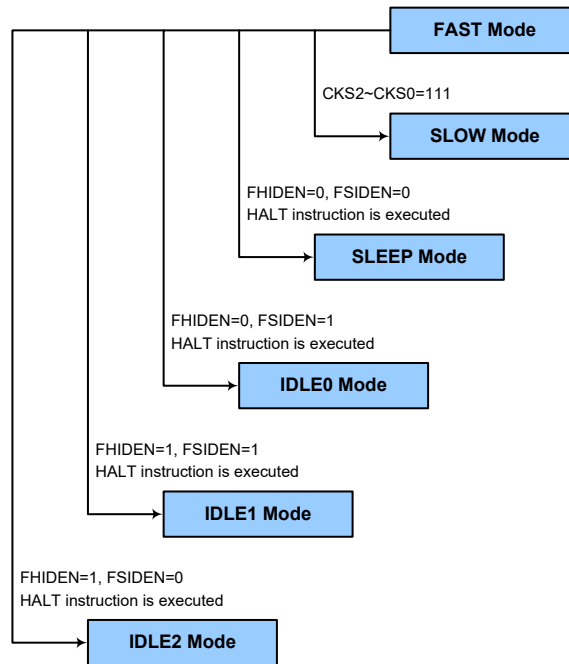 FAST Mode
CKS2~CKS0=111
SLOW Mode
FHIDEN=0, FSIDEN=0
HALT instruction is executed
SLEEP Mode
FHIDEN=0, FSIDEN=1
HALT instruction is executed
IDLE0 Mode
FHIDEN=1, FSIDEN=1
HALT instruction is executed
IDLE1 Mode
FHIDEN=1, FSIDEN=0
HALT instruction is executed
IDLE2 Mode